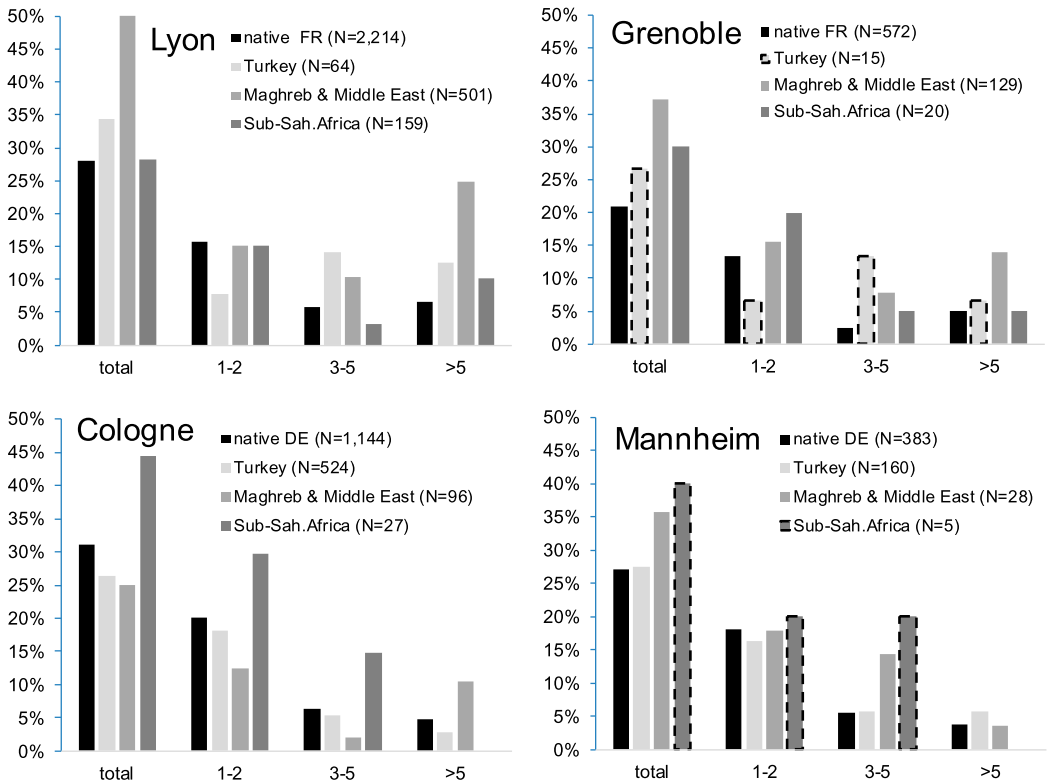 Lyon
50%
45%
40%
35%
30%
25%
20%
15%
10%
5%
0%
native FR (N=2,214)
Turkey (N=64)
Maghreb & Middle East (N=501)
Sub-Sah.Africa (N=159)
total 1-2 3-5 >5
Grenoble
50%
45%
40%
35%
30%
25%
20%
15%
10%
5%
0%
native FR (N=572)
Turkey (N=15)
Maghreb & Middle East (N=129)
Sub-Sah.Africa (N=20)
total 1-2 3-5 >5
Cologne
50%
45%
40%
35%
30%
25%
20%
15%
10%
5%
0%
native DE (N=1,144)
Turkey (N=524)
Maghreb & Middle East (N=96)
Sub-Sah.Africa (N=27)
total 1-2 3-5 >5
Mannheim
50%
45%
40%
35%
30%
25%
20%
15%
10%
5%
0%
native DE (N=383)
Turkey (N=160)
Maghreb & Middle East (N=28)
Sub-Sah.Africa (N=5)
total 1-2 3-5 >5